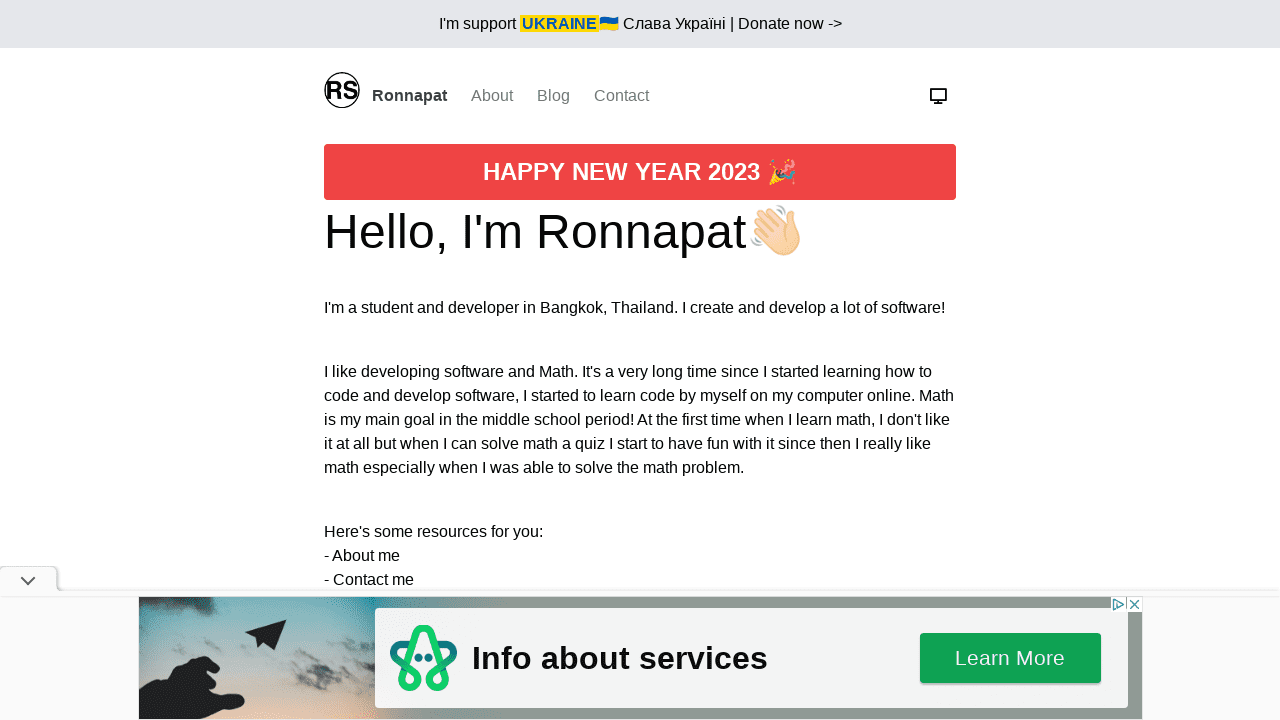 I'm support UKRAINE🇺🇦 Слава Україні | Donate now ->
RS Ronnapat About Blog Contact
HAPPY NEW YEAR 2023 🎉
Hello, I'm Ronnapat👋🏻
I'm a student and developer in Bangkok, Thailand. I create and develop a lot of software!
I like developing software and Math. It's a very long time since I started learning how to
code and develop software, I started to learn code by myself on my computer online. Math
is my main goal in the middle school period! At the first time when I learn math, I don't like
it at all but when I can solve math a quiz I start to have fun with it since then I really like
math especially when I was able to solve the math problem.
Here's some resources for you:
- About me
- Contact me
Info about services
Learn More